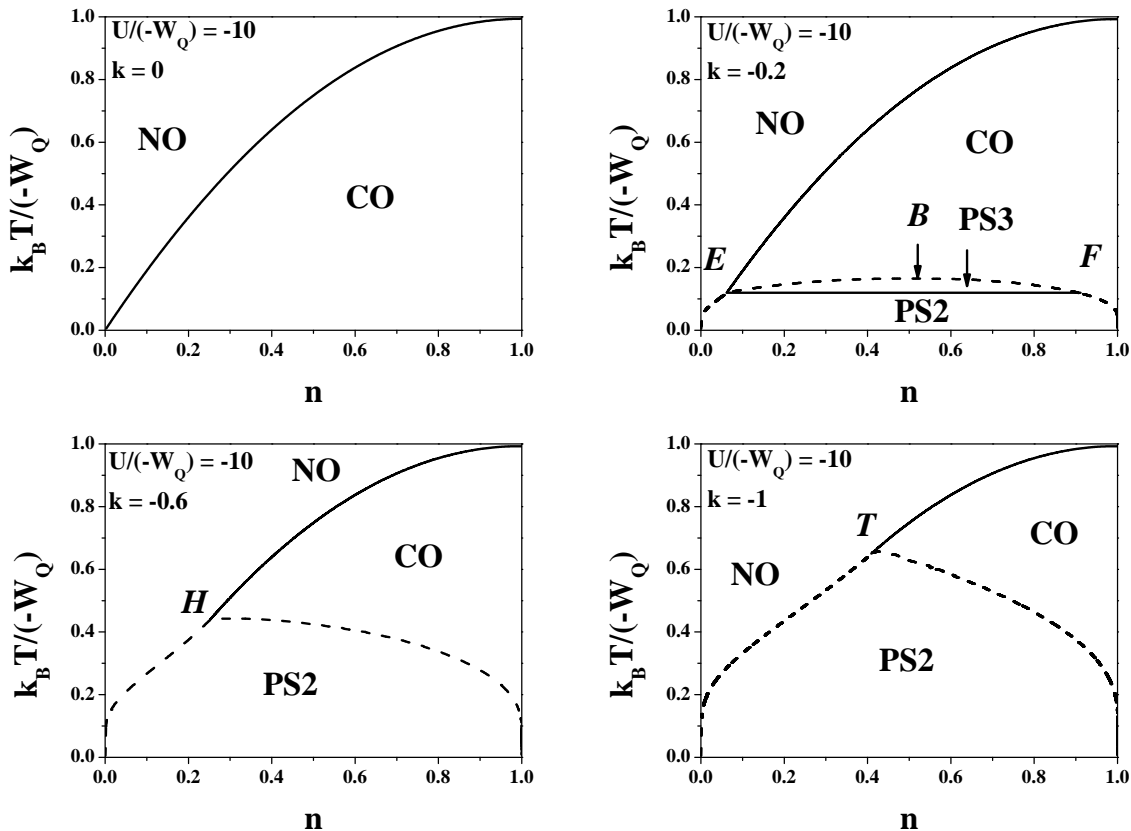 U/(-W_Q) = -10
k = 0
NO
CO
k_B T/(-W_Q)
1.0
0.8
0.6
0.4
0.2
0.0
0.0 0.2 0.4 0.6 0.8 1.0
n
U/(-W_Q) = -10
k = -0.2
NO
CO
B
PS3
E
F
PS2
k_B T/(-W_Q)
1.0
0.8
0.6
0.4
0.2
0.0
0.0 0.2 0.4 0.6 0.8 1.0
n
U/(-W_Q) = -10
k = -0.6
NO
CO
H
PS2
k_B T/(-W_Q)
1.0
0.8
0.6
0.4
0.2
0.0
0.0 0.2 0.4 0.6 0.8 1.0
n
U/(-W_Q) = -10
k = -1
T
CO
NO
PS2
k_B T/(-W_Q)
1.0
0.8
0.6
0.4
0.2
0.0
0.0 0.2 0.4 0.6 0.8 1.0
n